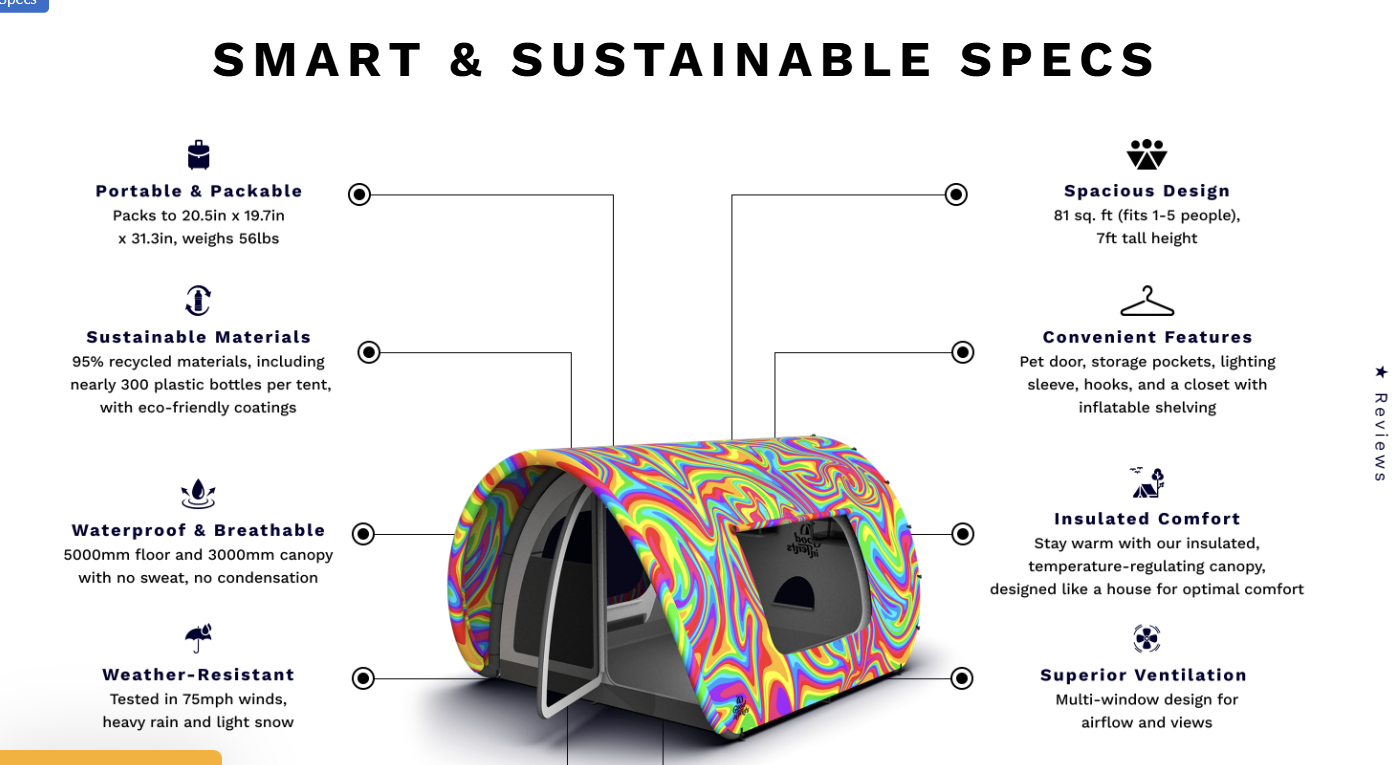 Specs
SMART & SUSTAINABLE SPECS
Portable & Packable
Packs to 20.5in x 19.7in
x 31.3in, weighs 56lbs
Sustainable Materials
95% recycled materials, including
nearly 300 plastic bottles per tent,
with eco-friendly coatings
Waterproof & Breathable
5000mm floor and 3000mm canopy
with no sweat, no condensation
Weather-Resistant
Tested in 75mph winds,
heavy rain and light snow
Spacious Design
81 sq. ft (fits 1-5 people),
7ft tall height
Convenient Features
Pet door, storage pockets, lighting
sleeve, hooks, and a closet with
inflatable shelving
Insulated Comfort
Stay warm with our insulated,
temperature-regulating canopy,
designed like a house for optimal comfort
Superior Ventilation
Multi-window design for
airflow and views
★ Reviews